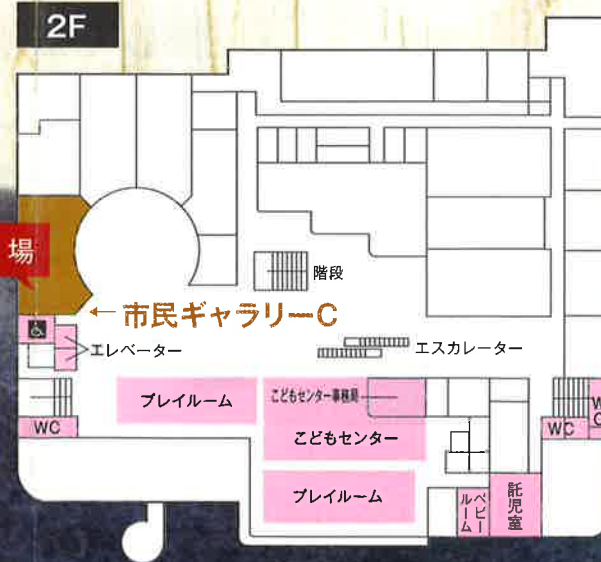 2F
場
階段
← 市民ギャラリーC
エレベーター
エスカレーター
プレイルーム
こどもセンター事務局
こどもセンター
WC
WC
WC
プレイルーム
ベビールーム
託児室